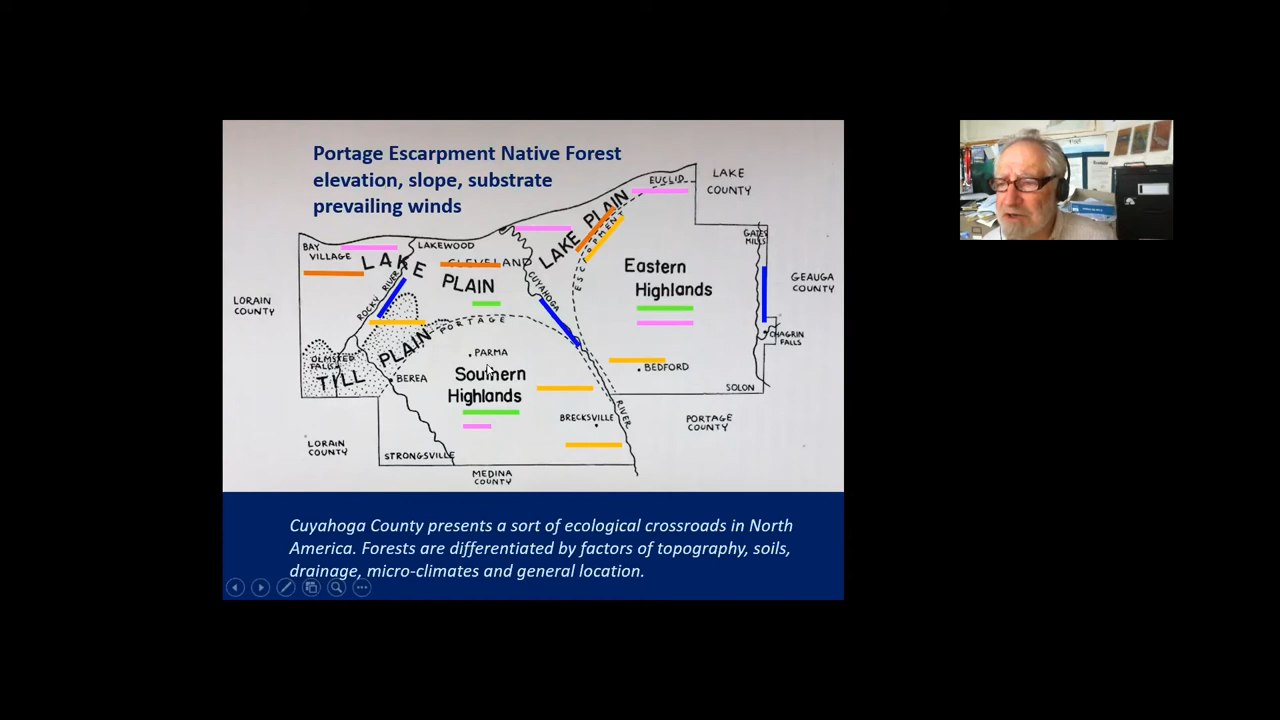 Portage Escarpment Native Forest
elevation, slope, substrate
prevailing winds
LAKE
COUNTY
EUCLID
LAKE PLAIN
ESCARPMENT
BAY
VILLAGE
LAKEWOOD
CLEVELAND
LAKE
PLAIN
ROCKY RIVER
CUYAHOGA
RIVER
Eastern
Highlands
GATES
MILLS
GEAUGA
COUNTY
LORAIN
COUNTY
PORTAGE
CHAGRIN
FALLS
OLMSTED
FALLS
TILL PLAIN
PARMA
BEREA
Southern
Highlands
BEDFORD
SOLON
BRECKSVILLE
PORTAGE
COUNTY
LORAIN
COUNTY
STRONGSVILLE
MEDINA
COUNTY
Cuyahoga County presents a sort of ecological crossroads in North
America. Forests are differentiated by factors of topography, soils,
drainage, micro-climates and general location.